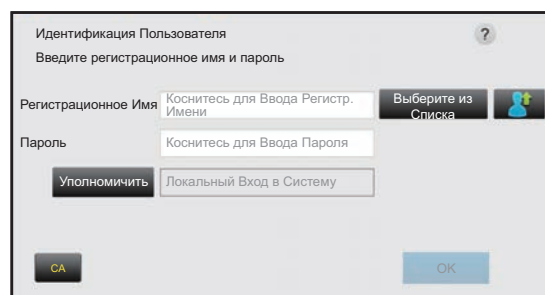 Идентификация Пользователя
?
Введите регистрационное имя и пароль
Регистрационное Имя
Коснитесь для Ввода Регистр.
Имени
Выберите из
Списка
Пароль
Коснитесь для Ввода Пароля
Уполномичить
Локальный Вход в Систему
CA
OK